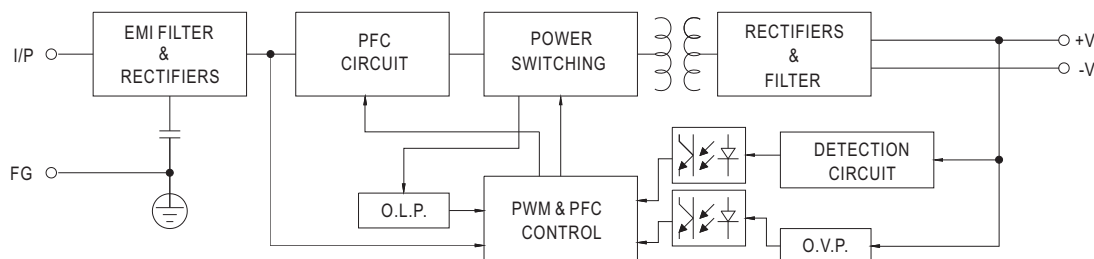 I/P
EMI FILTER
&
RECTIFIERS
PFC
CIRCUIT
POWER
SWITCHING
RECTIFIERS
&
FILTER
+V
-V
FG
O.L.P.
PWM & PFC
CONTROL
DETECTION
CIRCUIT
O.V.P.